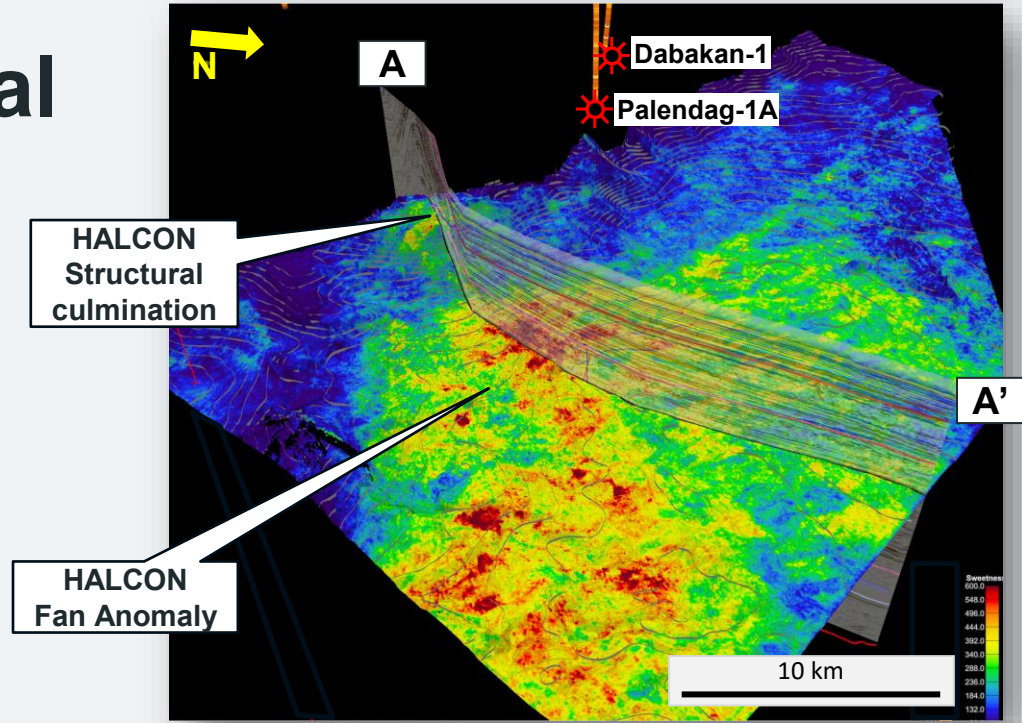 al
N
A
Dabakan-1
Palendag-1A
HALCON
Structural
culmination
A’
HALCON
Fan Anomaly
10 km
Sweetness
600.0
548.0
496.0
444.0
392.0
340.0
288.0
236.0
184.0
132.0